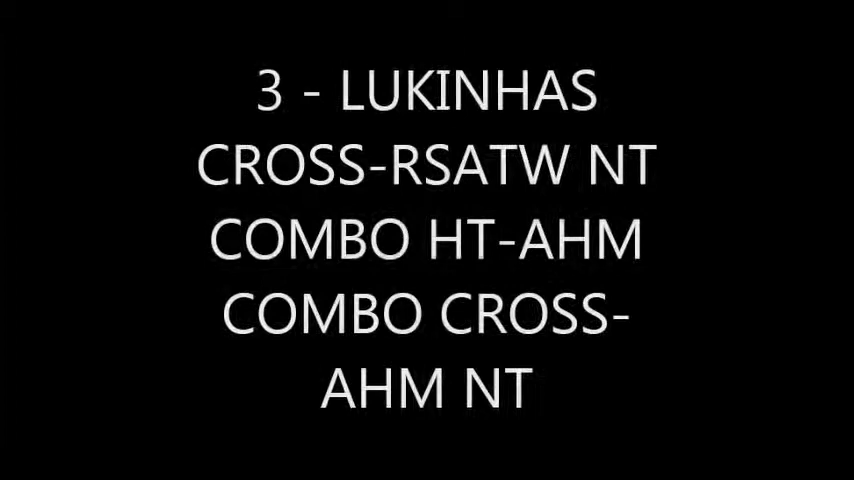 3 - LUKINHAS
CROSS-RSATW NT
COMBO HT-AHM
COMBO CROSS-
AHM NT